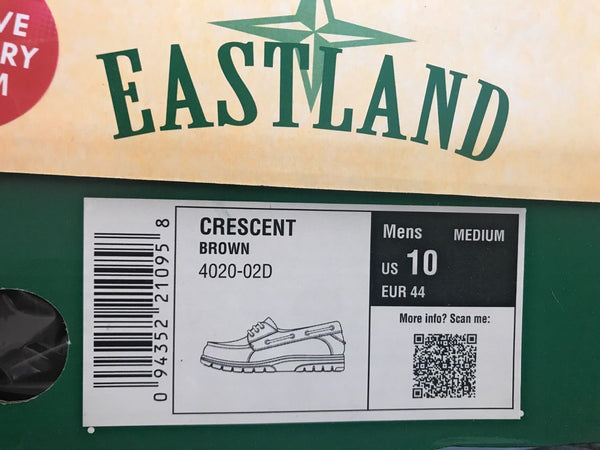 VE
RY
M
EASTLAND
0 94352 21095 8
CRESCENT
BROWN
4020-02D
Mens MEDIUM
US 10
EUR 44
More info? Scan me: